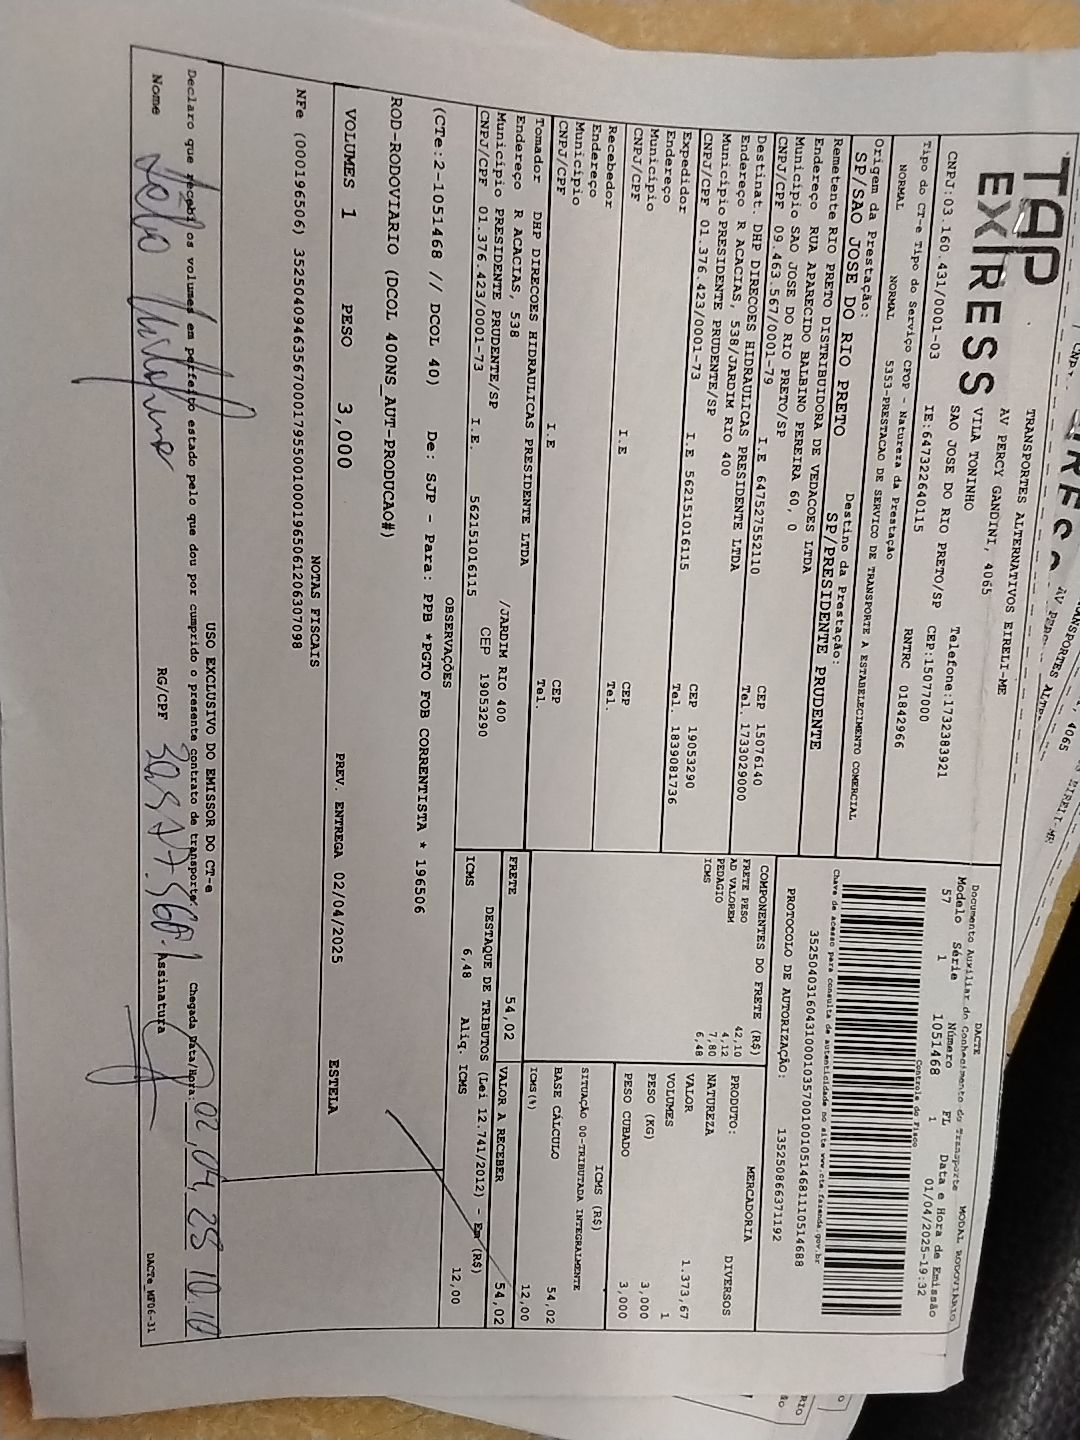 TAP
EX/RESS
TRANSPORTES ALTERNATIVOS EIRELI-ME
AV PERCY GANDINI, 4065
VILA TONINHO
SAO JOSE DO RIO PRETO/SP
Telefone:1732383921
CNPJ:03.160.431/0001-03
IE:647322640115
CEP:15077000
Tipo do CT-e Tipo do Serviço CFOP - Natureza da Prestação
RNTRC 01842966
NORMAL NORMAL 5353-PRESTACAO DE SERVICO DE TRANSPORTE A ESTABELECIMENTO COMERCIAL
Origem da Prestação: Destino da Prestação:
SP/SAO JOSE DO RIO PRETO SP/PRESIDENTE PRUDENTE
Remetente RIO PRETO DISTRIBUIDORA DE VEDACOES LTDA
Endereço RUA APARECIDO BALBINO PEREIRA 60, 0
Município SAO JOSE DO RIO PRETO/SP CEP 15076140
CNPJ/CPF 09.463.567/0001-79 I.E 647527552110 Tel. 1733029000
Destinat. DHP DIRECOES HIDRAULICAS PRESIDENTE LTDA
Endereço R ACACIAS, 538/JARDIM RIO 400
Município PRESIDENTE PRUDENTE/SP CEP 19053290
CNPJ/CPF 01.376.423/0001-73 I.E 562151016115 Tel. 1839081736
Expedidor
Endereço
Município CEP
CNPJ/CPF I.E Tel.
Recebedor
Endereço
Município CEP
CNPJ/CPF I.E Tel.
Tomador DHP DIRECOES HIDRAULICAS PRESIDENTE LTDA
Endereço R ACACIAS, 538 /JARDIM RIO 400
Município PRESIDENTE PRUDENTE/SP CEP 19053290
CNPJ/CPF 01.376.423/0001-73 I.E. 562151016115
DACTE MODAL RODOVIÁRIO
Documento Auxiliar do Conhecimento de Transporte
Modelo Série Número FL Data e Hora de Emissão
57 1 1051468 1 01/04/2025-19:32
Controle do Fisco
Chave de acesso para consulta de autenticidade no site www.cte.fazenda.gov.br
35250403160431000103570010010514681110514688
PROTOCOLO DE AUTORIZAÇÃO: 135250866371192
COMPONENTES DO FRETE (R$)
FRETE PESO 42,10
AD VALOREM 4,12
PEDAGIO 7,80
ICMS 6,48
MERCADORIA
PRODUTO:
NATUREZA DIVERSOS
VALOR 1.373,67
VOLUMES 1
PESO (KG) 3,000
PESO CUBADO 3,000
ICMS (R$)
SITUAÇÃO 00-TRIBUTADA INTEGRALMENTE
BASE CÁLCULO 54,02
ICMS(%) 12,00
FRETE 54,02 VALOR A RECEBER 54,02
DESTAQUE DE TRIBUTOS (Lei 12.741/2012) - Em (R$)
ICMS 6,48 Aliq. ICMS 12,00
OBSERVAÇÕES
(CTe:2-1051468 // DCOL 40) De: SJP - Para: PPB *PGTO FOB CORRENTISTA * 196506
ROD-RODOVIARIO (DCOL 400NS_AUT-PRODUCAO#)
VOLUMES 1 PESO 3,000 PREV. ENTREGA 02/04/2025 ESTELA
NOTAS FISCAIS
NFe (000196506) 35250409463567000179550010001965061206307098
USO EXCLUSIVO DO EMISSOR DO CT-e
Declaro que recebi os volumes em perfeito estado pelo que dou por cumprido o presente contrato de transporte. Chegada Data/Hora: 02,04,25 10:10
Nome RG/CPF Assinatura
DACTe_MF06-31